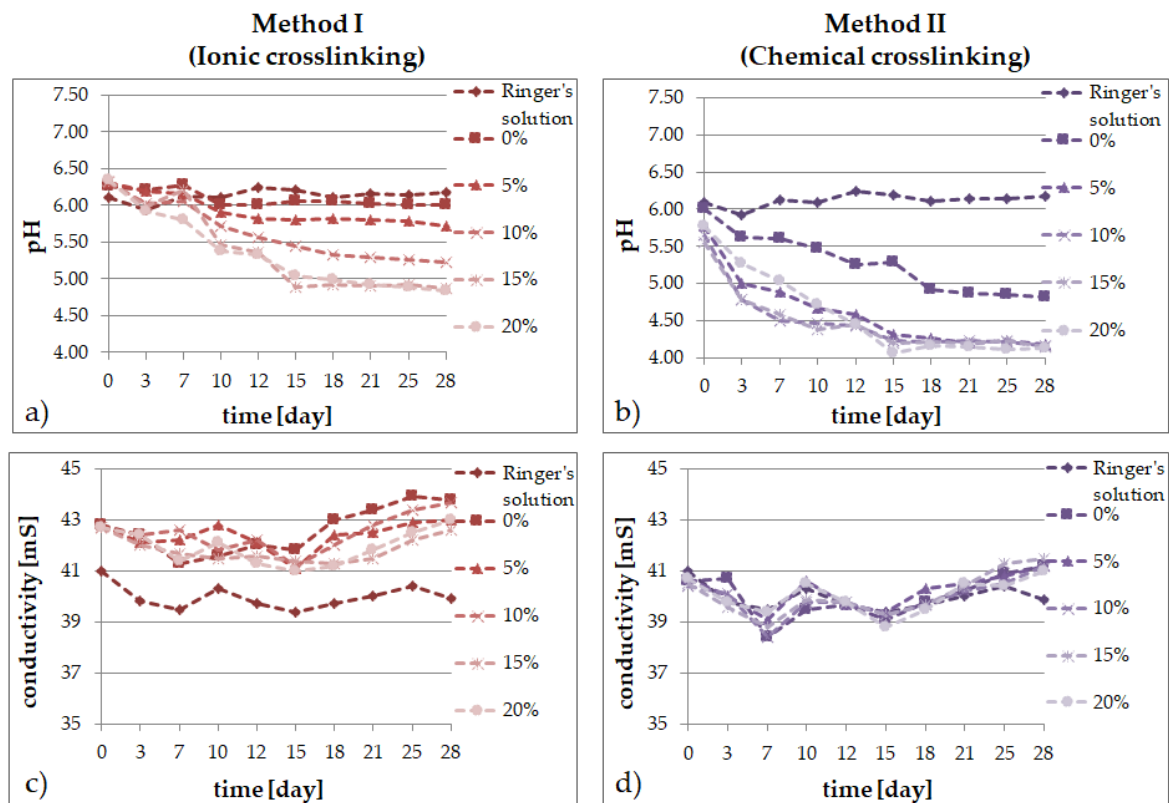 Method I
(Ionic crosslinking)
Method II
(Chemical crosslinking)
7.50
7.00
6.50
6.00
5.50
5.00
4.50
4.00
pH
0 3 7 10 12 15 18 21 25 28
time [day]
a)
Ringer's
solution
0%
5%
10%
15%
20%
7.50
7.00
6.50
6.00
5.50
5.00
4.50
4.00
pH
0 3 7 10 12 15 18 21 25 28
time [day]
b)
Ringer's
solution
0%
5%
10%
15%
20%
45
43
41
39
37
35
conductivity [mS]
0 3 7 10 12 15 18 21 25 28
time [day]
c)
Ringer's
solution
0%
5%
10%
15%
20%
45
43
41
39
37
35
conductivity [mS]
0 3 7 10 12 15 18 21 25 28
time [day]
d)
Ringer's
solution
0%
5%
10%
15%
20%